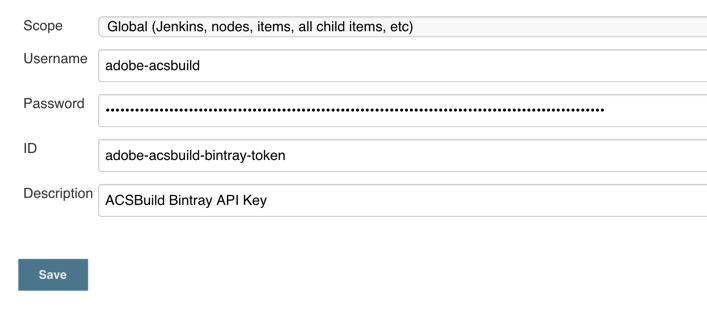 Scope Global (Jenkins, nodes, items, all child items, etc)
Username adobe-acsbuild
Password
ID adobe-acsbuild-bintray-token
Description ACSBuild Bintray API Key
Save